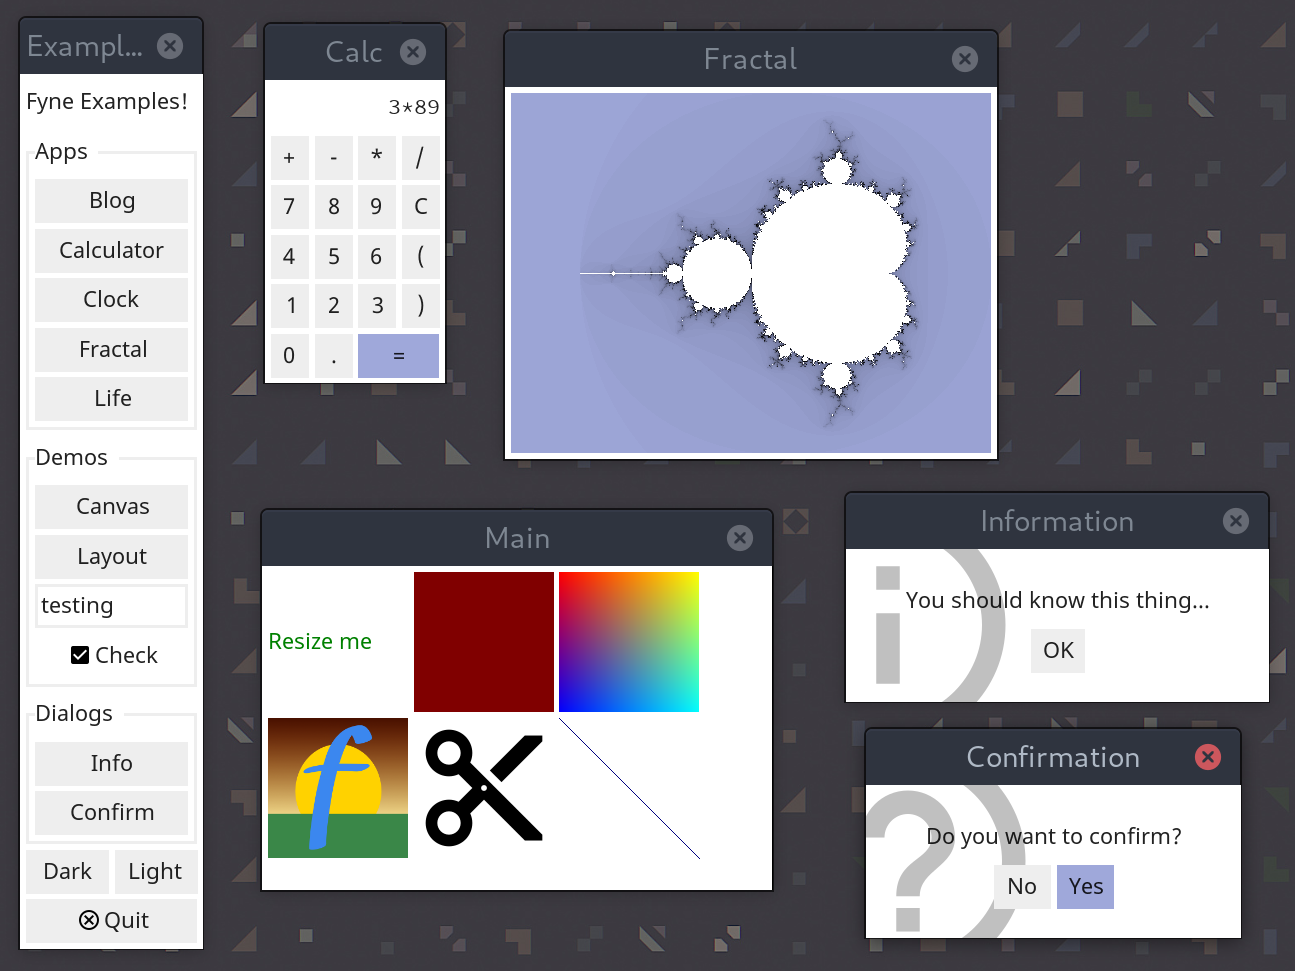 Exampl...
Fyne Examples!
Apps
Blog
Calculator
Clock
Fractal
Life
Demos
Canvas
Layout
testing
Check
Dialogs
Info
Confirm
Dark Light
Quit
Calc
3*89
+ - * /
7 8 9 C
4 5 6 (
1 2 3 )
0 . =
Fractal
Main
Resize me
Information
You should know this thing...
OK
Confirmation
Do you want to confirm?
No Yes